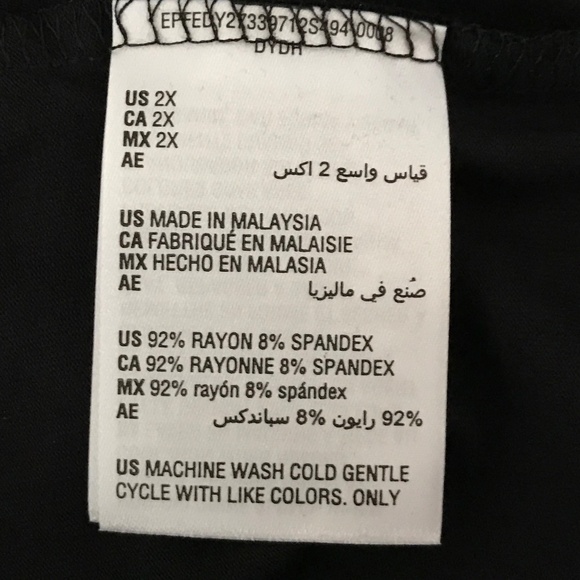 EPFEDY27339712S494 0008
DYDH
US 2X
CA 2X
MX 2X
AE قياس واسع 2 اكس
US MADE IN MALAYSIA
CA FABRIQUÉ EN MALAISIE
MX HECHO EN MALASIA
AE صُنع في ماليزيا
US 92% RAYON 8% SPANDEX
CA 92% RAYONNE 8% SPANDEX
MX 92% rayón 8% spándex
AE 92% رايون 8% سباندكس
US MACHINE WASH COLD GENTLE
CYCLE WITH LIKE COLORS. ONLY